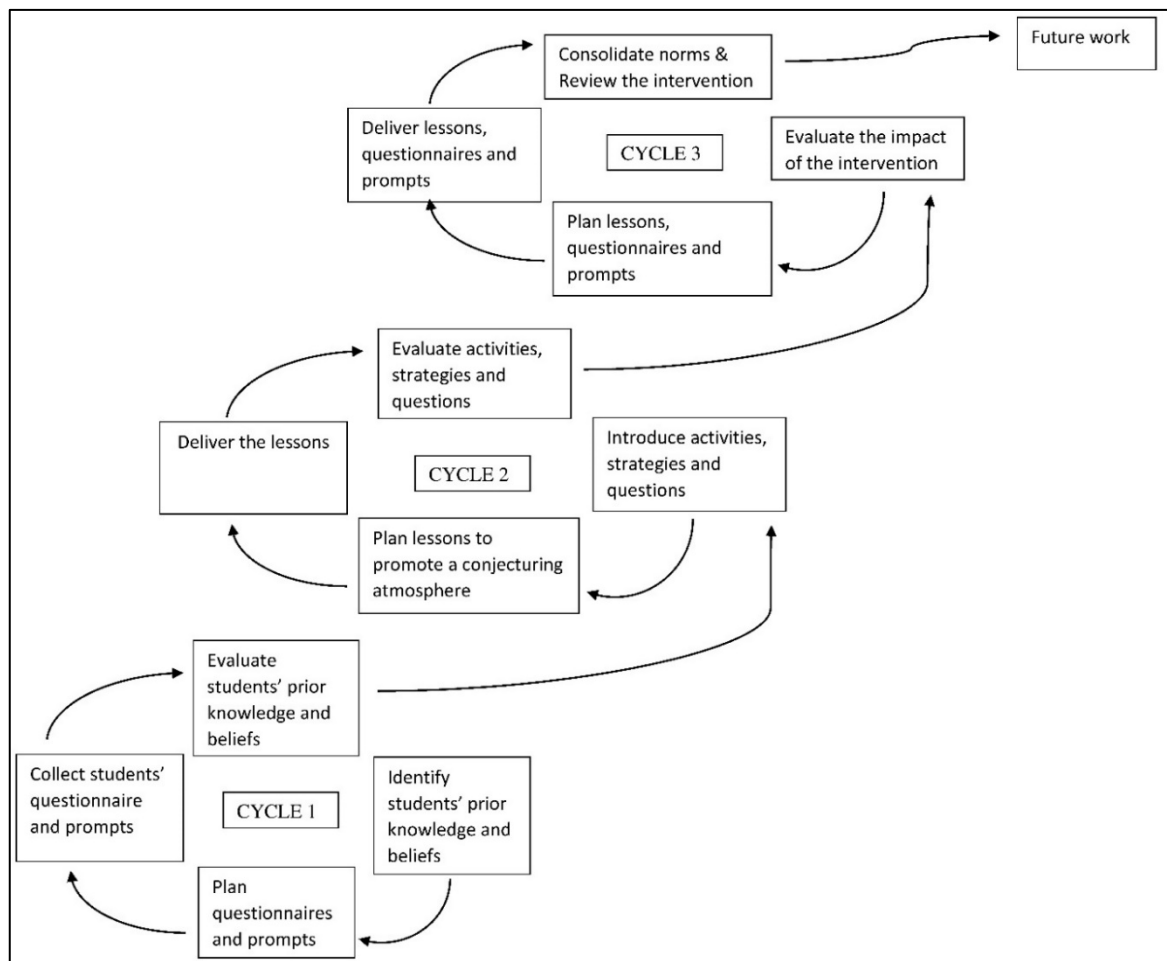 Consolidate norms &
Review the intervention
Future work
Deliver lessons,
questionnaires and
prompts
CYCLE 3
Evaluate the impact
of the intervention
Plan lessons,
questionnaires and
prompts
Evaluate activities,
strategies and
questions
Deliver the lessons
CYCLE 2
Introduce activities,
strategies and
questions
Plan lessons to
promote a conjecturing
atmosphere
Evaluate
students’ prior
knowledge and
beliefs
Collect students’
questionnaire
and prompts
CYCLE 1
Identify
students’ prior
knowledge and
beliefs
Plan
questionnaires
and prompts